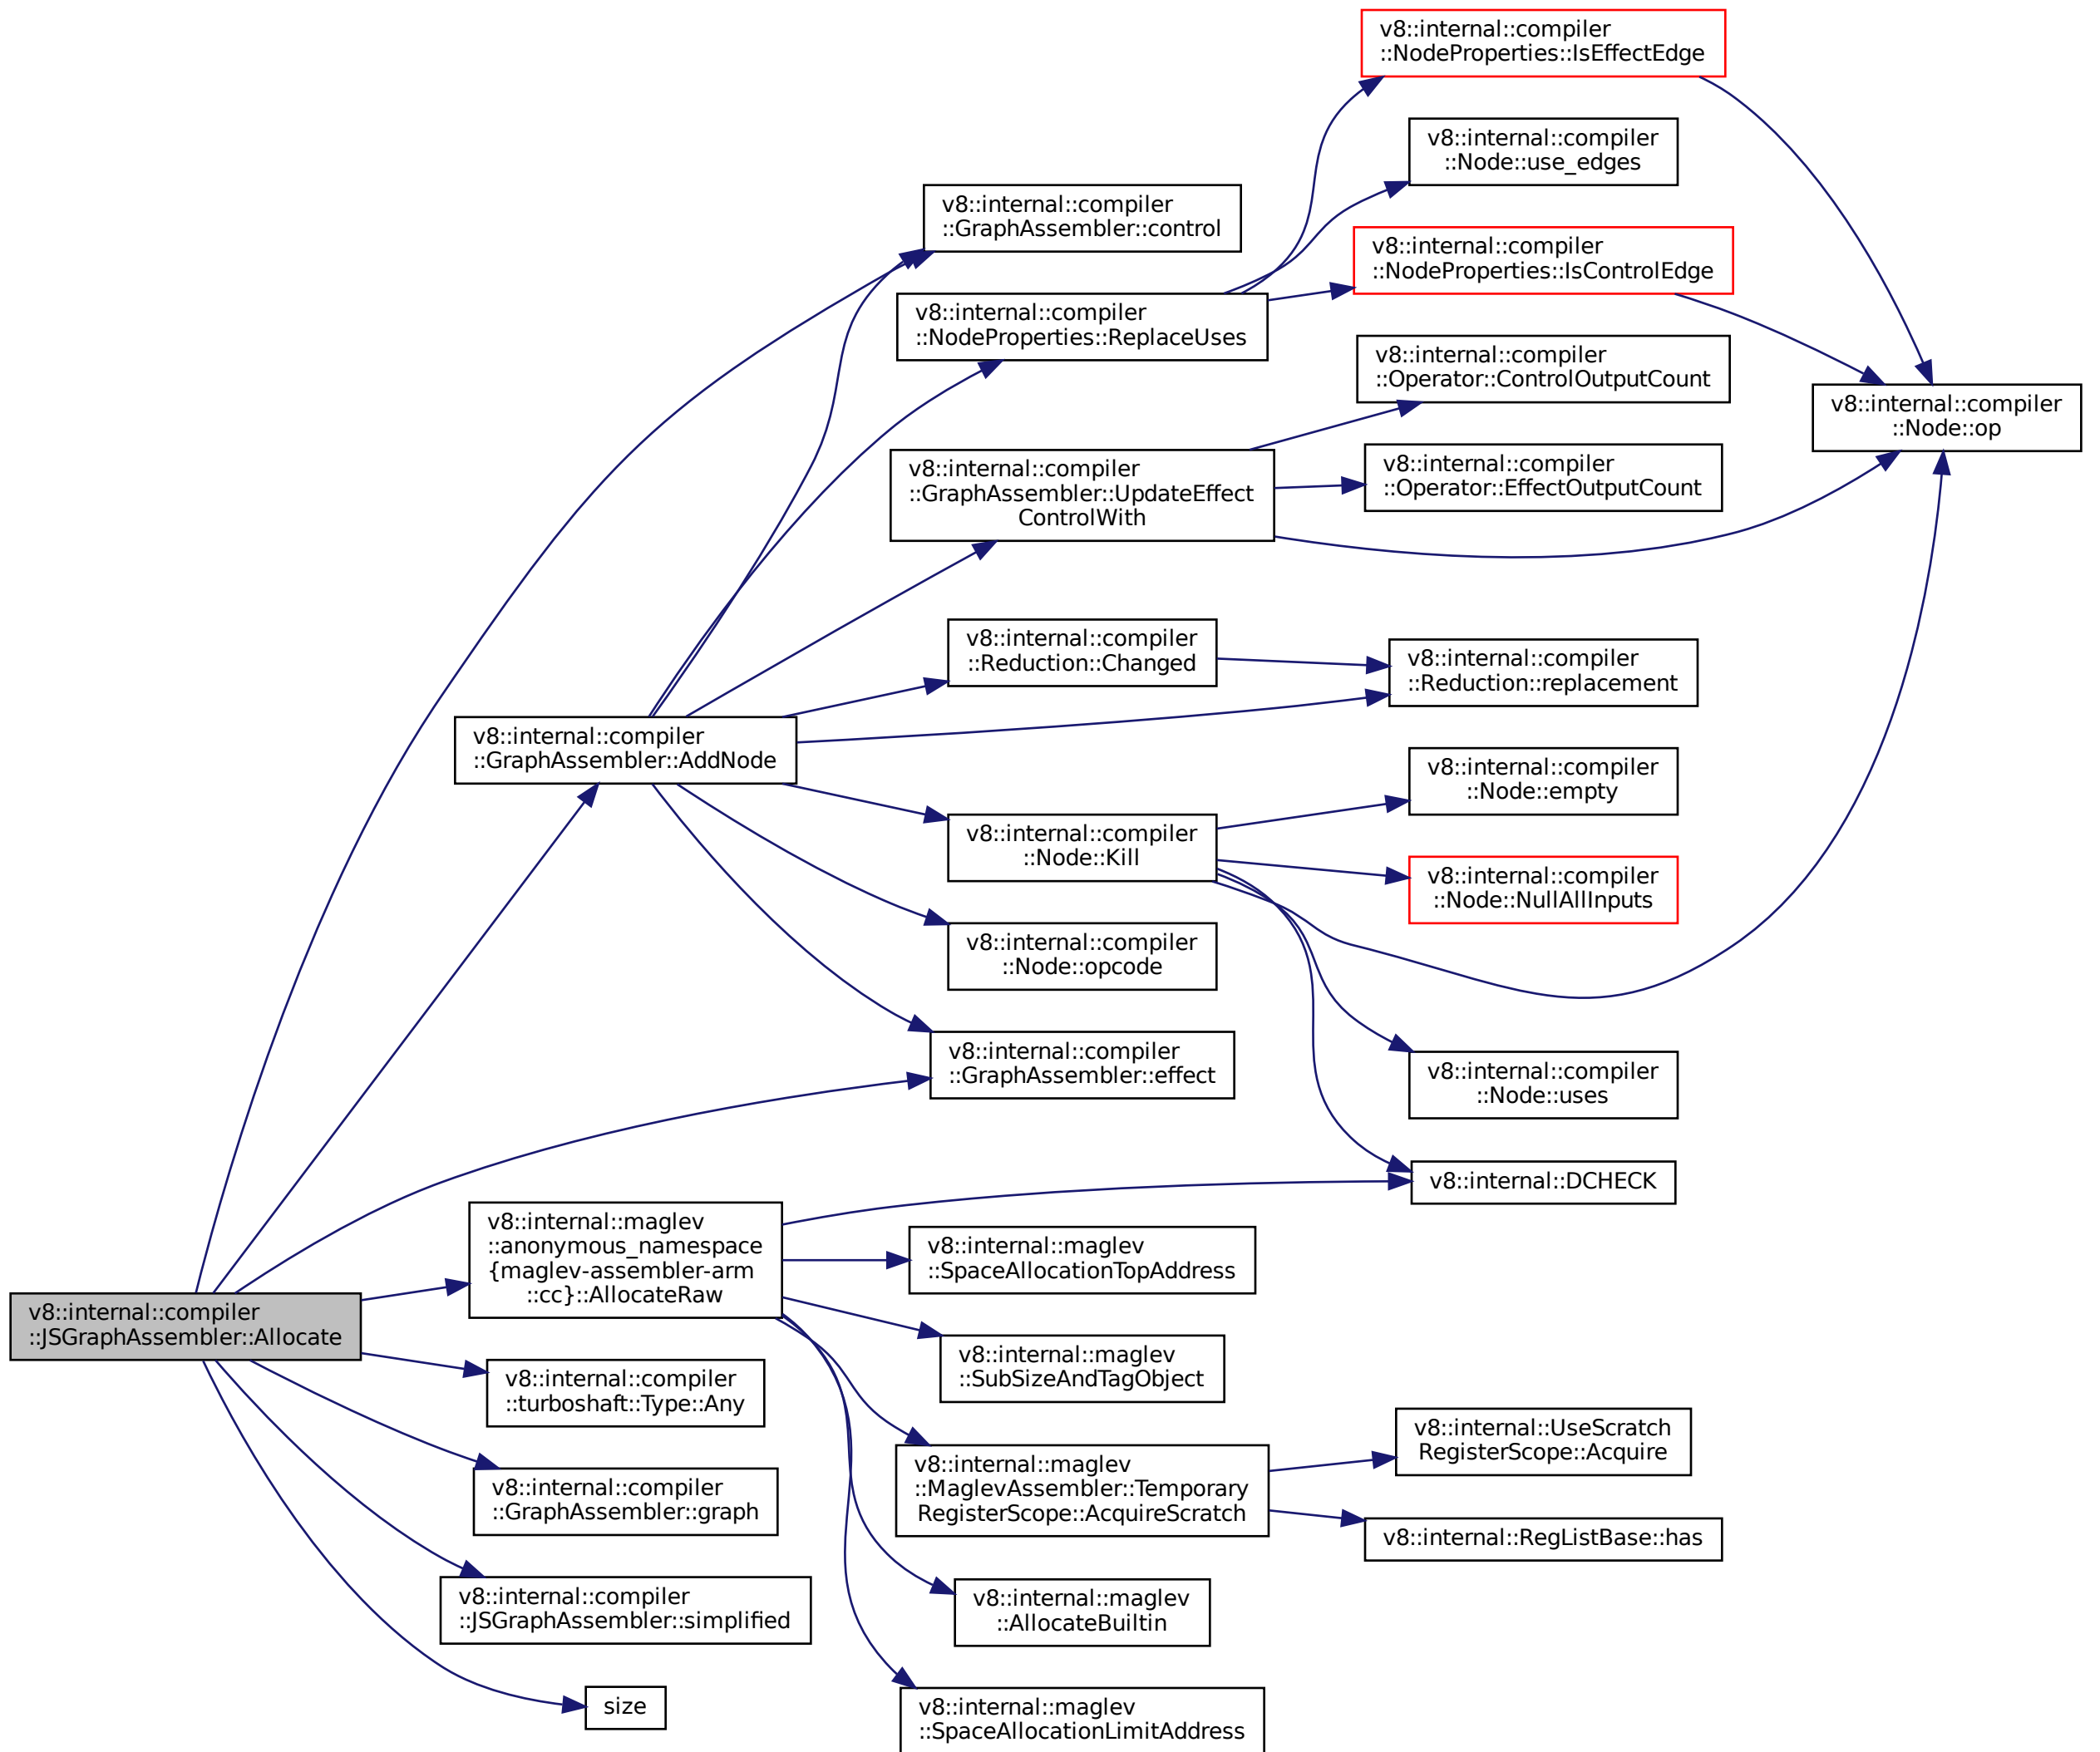 v8::internal::compiler
::NodeProperties::IsEffectEdge
v8::internal::compiler
::Node::use_edges
v8::internal::compiler
::GraphAssembler::control
v8::internal::compiler
::NodeProperties::IsControlEdge
v8::internal::compiler
::NodeProperties::ReplaceUses
v8::internal::compiler
::Operator::ControlOutputCount
v8::internal::compiler
::Node::op
v8::internal::compiler
::GraphAssembler::UpdateEffect
ControlWith
v8::internal::compiler
::Operator::EffectOutputCount
v8::internal::compiler
::Reduction::Changed
v8::internal::compiler
::Reduction::replacement
v8::internal::compiler
::GraphAssembler::AddNode
v8::internal::compiler
::Node::empty
v8::internal::compiler
::Node::Kill
v8::internal::compiler
::Node::NullAllInputs
v8::internal::compiler
::Node::opcode
v8::internal::compiler
::GraphAssembler::effect
v8::internal::compiler
::Node::uses
v8::internal::DCHECK
v8::internal::maglev
::anonymous_namespace
{maglev-assembler-arm
::cc}::AllocateRaw
v8::internal::maglev
::SpaceAllocationTopAddress
v8::internal::compiler
::JSGraphAssembler::Allocate
v8::internal::maglev
::SubSizeAndTagObject
v8::internal::compiler
::turboshaft::Type::Any
v8::internal::UseScratch
RegisterScope::Acquire
v8::internal::maglev
::MaglevAssembler::Temporary
RegisterScope::AcquireScratch
v8::internal::compiler
::GraphAssembler::graph
v8::internal::RegListBase::has
v8::internal::compiler
::JSGraphAssembler::simplified
v8::internal::maglev
::AllocateBuiltin
size
v8::internal::maglev
::SpaceAllocationLimitAddress